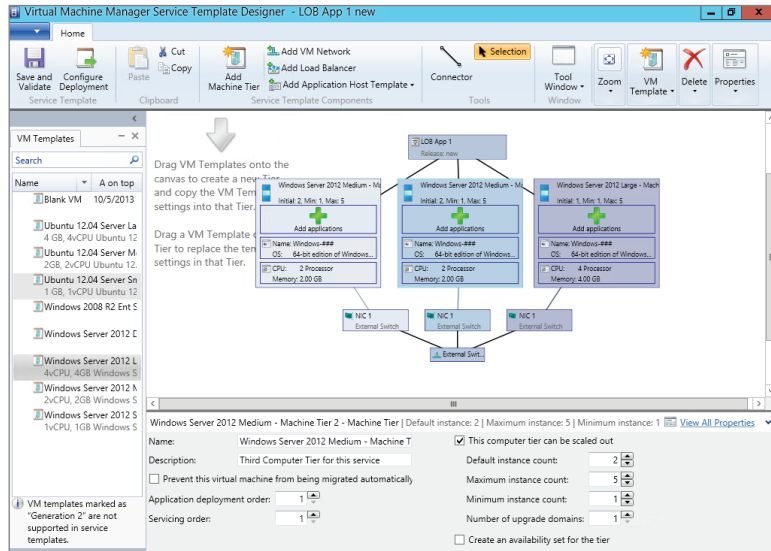 Virtual Machine Manager Service Template Designer - LOB App 1 new
Home
Save and Validate
Configure Deployment
Service Template
Paste
Cut
Copy
Clipboard
Add Machine Tier
Add VM Network
Add Load Balancer
Add Application Host Template
Service Template Components
Connector
Selection
Tools
Tool Window
Window
Zoom
VM Template
Delete
Properties
VM Templates
Search
Name A on top
Blank VM 10/5/2013
Ubuntu 12.04 Server La
4 GB, 4vCPU Ubuntu 12
Ubuntu 12.04 Server M
2GB, 2vCPU Ubuntu 12.
Ubuntu 12.04 Server Sn
1 GB, 1vCPU Ubuntu 12
Windows 2008 R2 Ent S
Windows Server 2012 D
Windows Server 2012 L
4vCPU, 4GB Windows S
Windows Server 2012 M
2vCPU, 2GB Windows S
Windows Server 2012 S
1vCPU, 1GB Windows S
VM templates marked as
"Generation 2" are not
supported in service
templates.
Drag VM Templates onto the
canvas to create a new Tier
and copy the VM Tem
settings into that Tier.
Drag a VM Template
Tier to replace the ten
settings in that Tier.
LOB App 1
Release: new
Windows Server 2012 Medium - Ma
Initial: 2, Min: 1, Max: 5
Add applications
Name: Windows-###
OS: 64-bit edition of Windows...
CPU: 2 Processor
Memory: 2.00 GB
Windows Server 2012 Medium - Ma
Initial: 2, Min: 1, Max: 5
Add applications
Name: Windows-###
OS: 64-bit edition of Windows...
CPU: 2 Processor
Memory: 2.00 GB
Windows Server 2012 Large - Mach
Initial: 2, Min: 1, Max: 5
Add applications
Name: Windows-###
OS: 64-bit edition of Windows...
CPU: 4 Processor
Memory: 4.00 GB
NIC 1
External Switch
NIC 1
External Switch
NIC 1
External Switch
External Swit...
Windows Server 2012 Medium - Machine Tier 2 - Machine Tier | Default instance: 2 | Maximum instance: 5 | Minimum instance: 1 View All Properties
Name: Windows Server 2012 Medium - Machine T
Description: Third Computer Tier for this service
Prevent this virtual machine from being migrated automatically
Application deployment order: 1
Servicing order: 1
This computer tier can be scaled out
Default instance count: 2
Maximum instance count: 5
Minimum instance count: 1
Number of upgrade domains: 1
Create an availability set for the tier